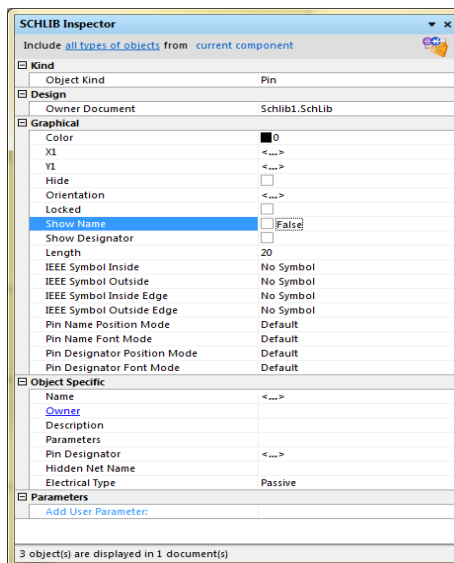 SCHLIB Inspector
Include all types of objects from current component
Kind
Object Kind Pin
Design
Owner Document Schlib1.SchLib
Graphical
Color 0
X1 <...>
Y1 <...>
Hide
Orientation <...>
Locked
Show Name False
Show Designator
Length 20
IEEE Symbol Inside No Symbol
IEEE Symbol Outside No Symbol
IEEE Symbol Inside Edge No Symbol
IEEE Symbol Outside Edge No Symbol
Pin Name Position Mode Default
Pin Name Font Mode Default
Pin Designator Position Mode Default
Pin Designator Font Mode Default
Object Specific
Name <...>
Owner
Description
Parameters
Pin Designator <...>
Hidden Net Name
Electrical Type Passive
Parameters
Add User Parameter:
3 object(s) are displayed in 1 document(s)